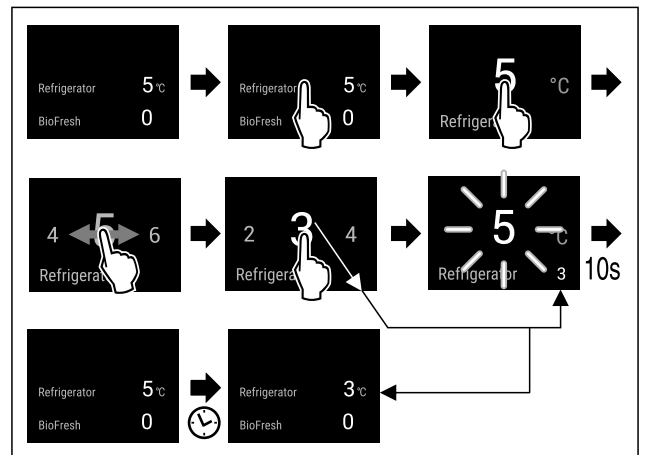 Refrigerator 5 °C
BioFresh 0
Refrigerator 5 °C
BioFresh 0
5 °C
Refriger
4 5 6
Refrigerat
2 3 4
Refrigera
5 °C
Refrigerator 3
10s
Refrigerator 5 °C
BioFresh 0
Refrigerator 3 °C
BioFresh 0